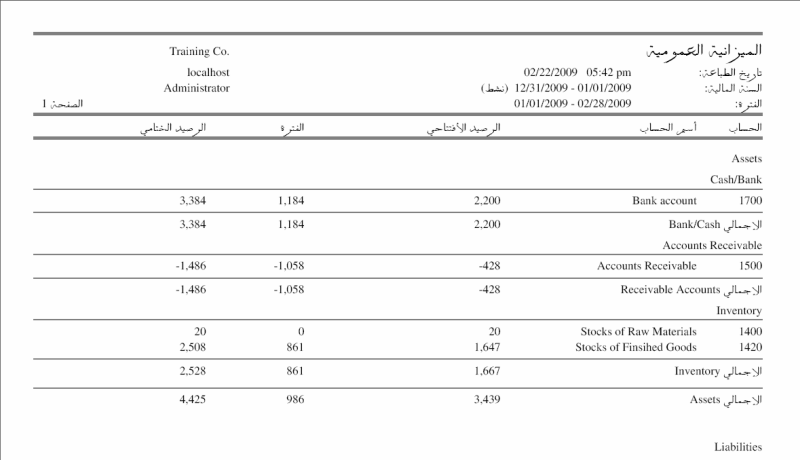 الميزانية العمومية Training Co.
تاريخ الطباعة: 02/22/2009 05:42 pm localhost
السنة المالية: 01/01/2009 - 12/31/2009 (نشط) Administrator
الفترة: 01/01/2009 - 02/28/2009 الصفحة 1
الحساب أسم الحساب الرصيد الأفتتاحي الفترة الرصيد الختامي
Assets
Cash/Bank
1700 Bank account 2,200 1,184 3,384
الإجمالي Bank/Cash 2,200 1,184 3,384
Accounts Receivable
1500 Accounts Receivable -428 -1,058 -1,486
الإجمالي Receivable Accounts -428 -1,058 -1,486
Inventory
1400 Stocks of Raw Materials 20 0 20
1420 Stocks of Finsihed Goods 1,647 861 2,508
الإجمالي Inventory 1,667 861 2,528
الإجمالي Assets 3,439 986 4,425
Liabilities